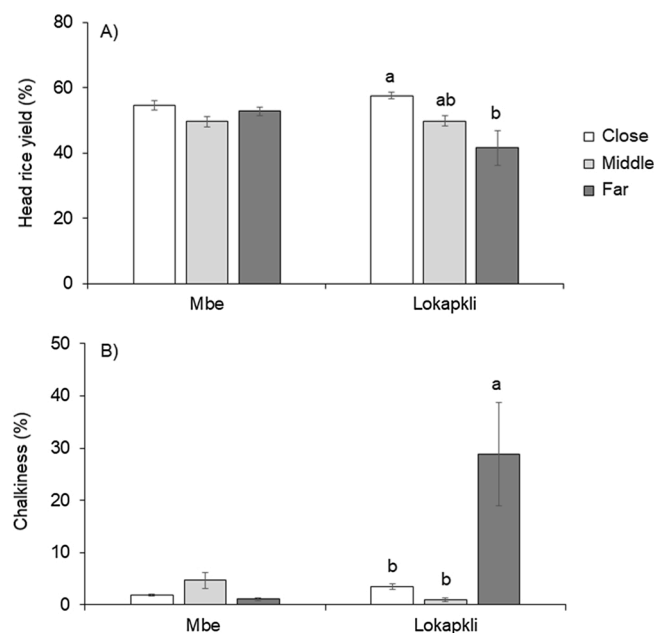 A)
80
60
40
20
0
Head rice yield (%)
a
ab
b
Close
Middle
Far
Mbe
Lokapkli
B)
50
40
30
20
10
0
Chalkiness (%)
b
b
a
Mbe
Lokapkli